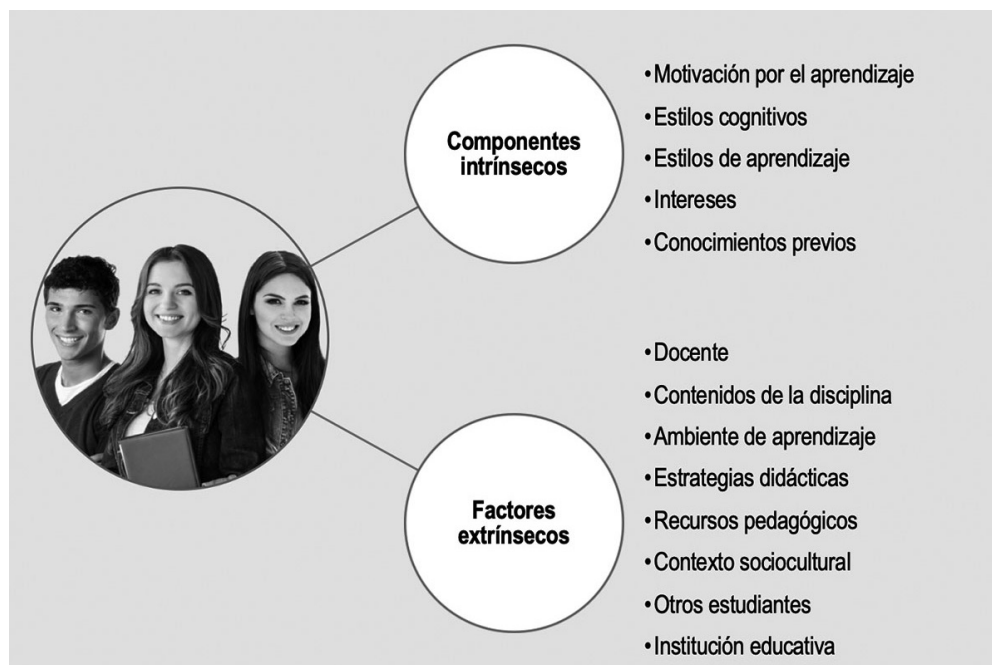 Componentes
intrínsecos
•Motivación por el aprendizaje
•Estilos cognitivos
•Estilos de aprendizaje
•Intereses
•Conocimientos previos
Factores
extrínsecos
•Docente
•Contenidos de la disciplina
•Ambiente de aprendizaje
•Estrategias didácticas
•Recursos pedagógicos
•Contexto sociocultural
•Otros estudiantes
•Institución educativa